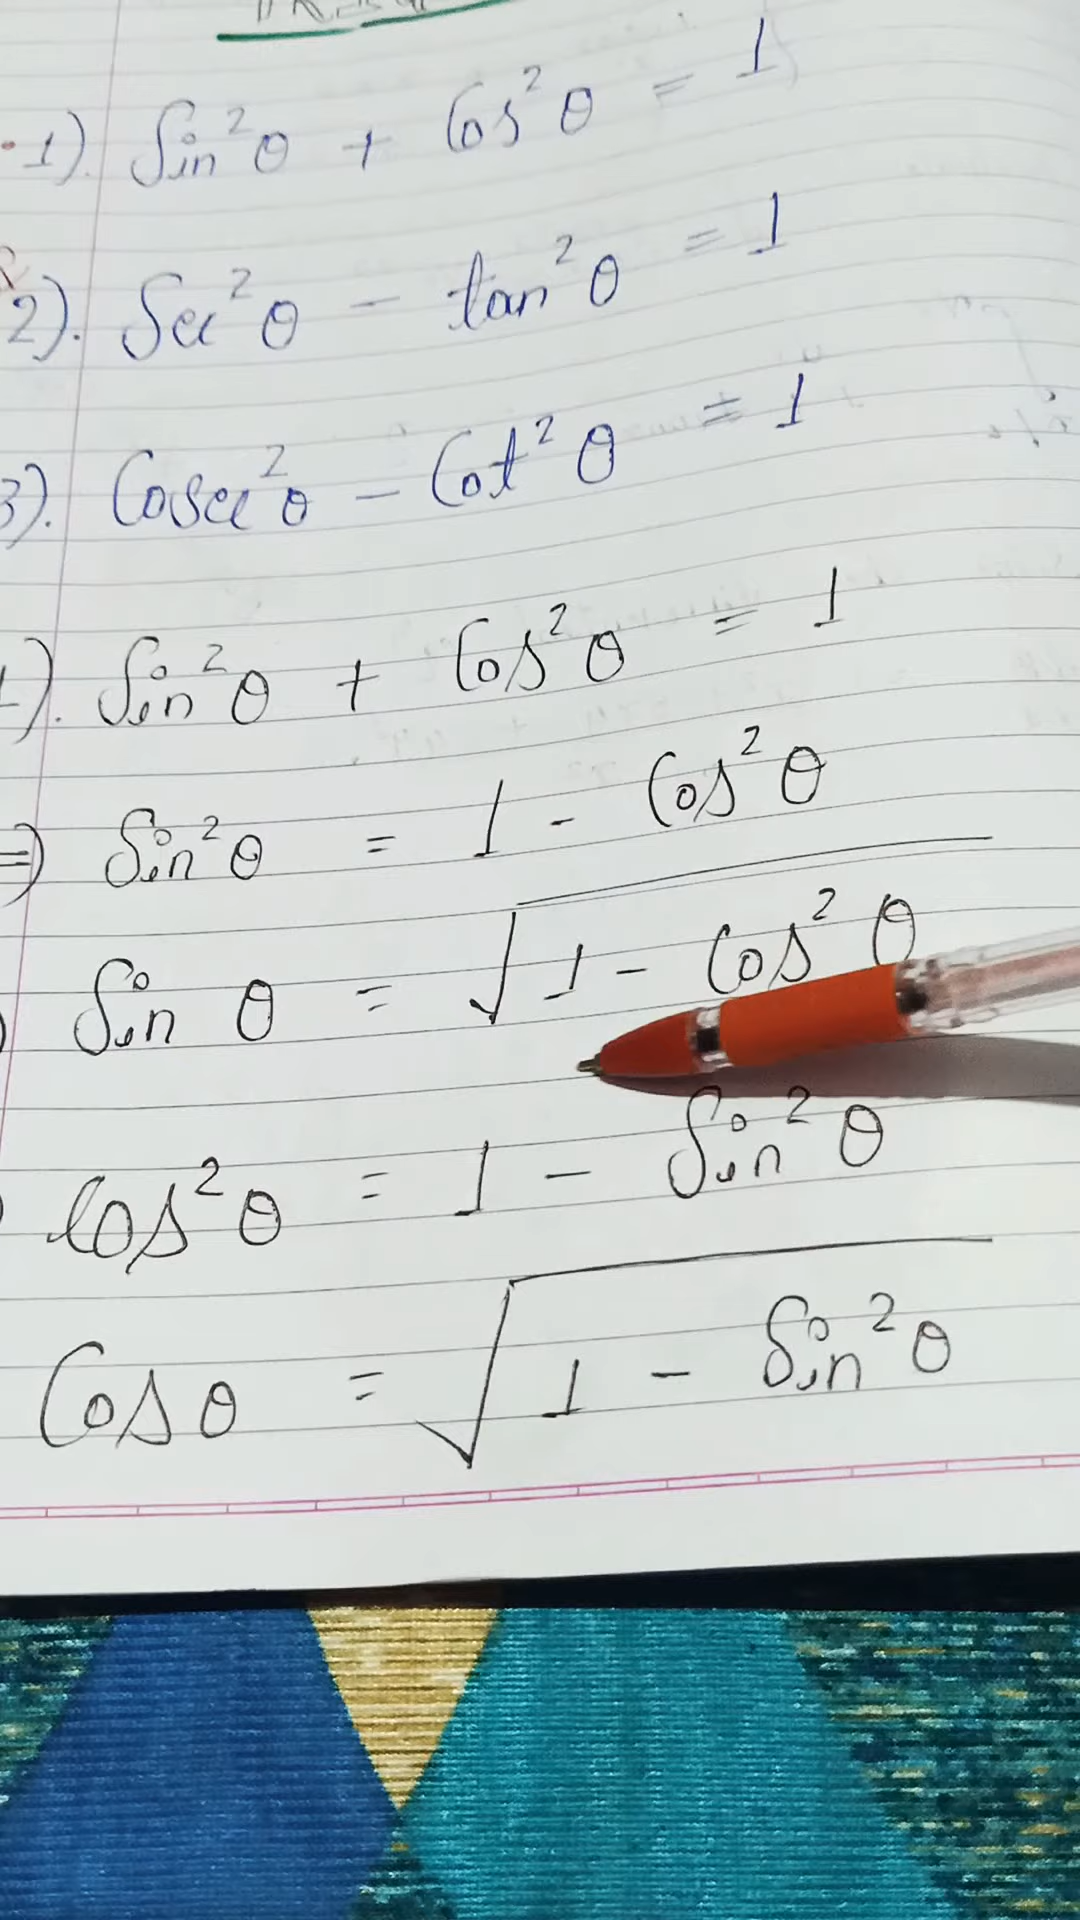 1). Sin²θ + Cos²θ = 1
2). Sec²θ - tan²θ = 1
3). Cosec²θ - Cot²θ = 1
1). Sin²θ + Cos²θ = 1
=) Sin²θ = 1 - Cos²θ
) Sin θ = √1 - Cos²θ
) Cos²θ = 1 - Sin²θ
Cos θ = √1 - Sin²θ